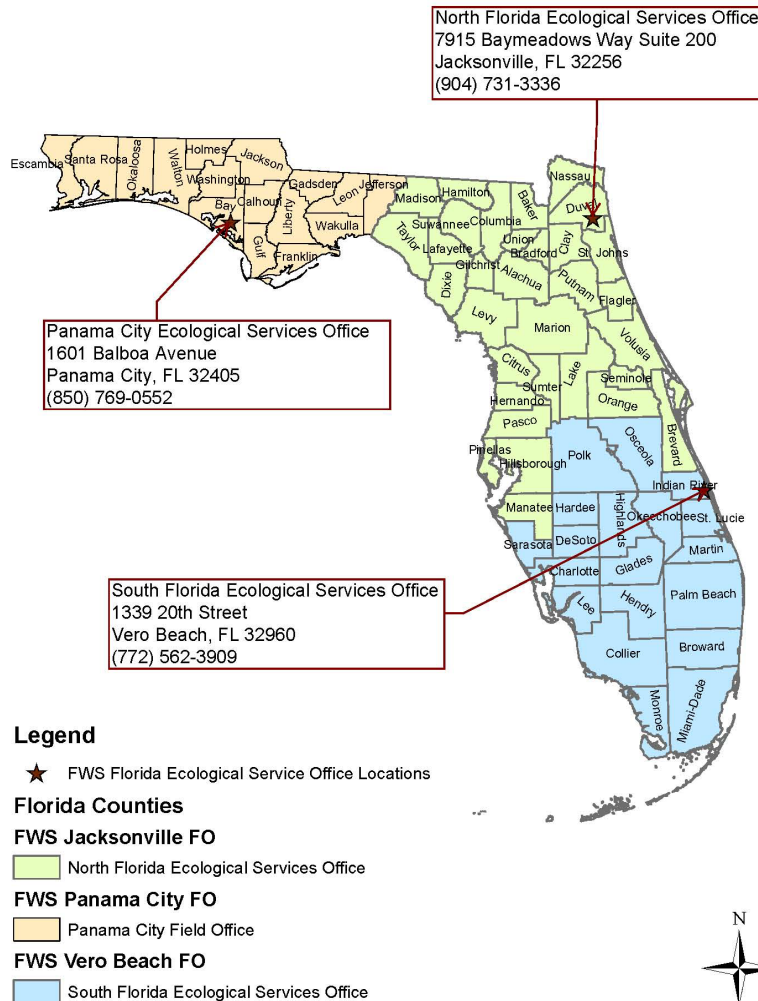 North Florida Ecological Services Office
7915 Baymeadows Way Suite 200
Jacksonville, FL 32256
(904) 731-3336
Escambia
Santa Rosa
Okaloosa
Walton
Holmes
Washington
Jackson
Bay
Calhoun
Gulf
Liberty
Gadsden
Franklin
Leon
Wakulla
Jefferson
Madison
Hamilton
Taylor
Suwannee
Lafayette
Columbia
Baker
Nassau
Duval
Union
Bradford
Clay
St. Johns
Dixie
Gilchrist
Alachua
Putnam
Flagler
Levy
Marion
Volusia
Panama City Ecological Services Office
1601 Balboa Avenue
Panama City, FL 32405
(850) 769-0552
Citrus
Sumter
Lake
Seminole
Hernando
Orange
Pasco
Brevard
Pinellas
Hillsborough
Polk
Osceola
Indian River
Manatee
Hardee
Highlands
Okeechobee
St. Lucie
Sarasota
DeSoto
Martin
Charlotte
Glades
Lee
Hendry
Palm Beach
Collier
Broward
Monroe
Miami-Dade
South Florida Ecological Services Office
1339 20th Street
Vero Beach, FL 32960
(772) 562-3909
Legend
FWS Florida Ecological Service Office Locations
Florida Counties
FWS Jacksonville FO
North Florida Ecological Services Office
FWS Panama City FO
Panama City Field Office
FWS Vero Beach FO
South Florida Ecological Services Office
N